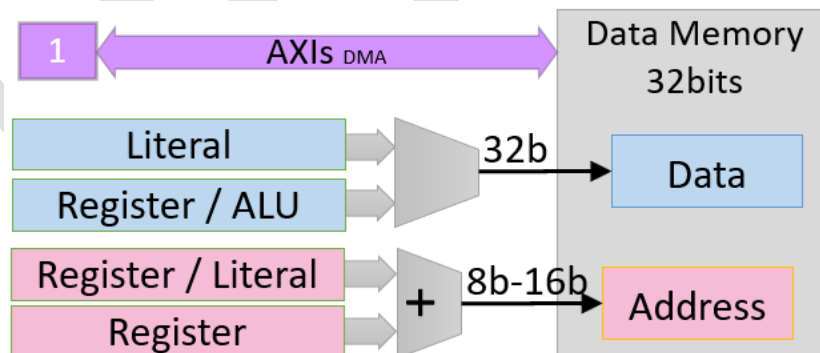 1
AXIs DMA
Data Memory
32bits
Literal
32b
Data
Register / ALU
Register / Literal
+
8b-16b
Address
Register